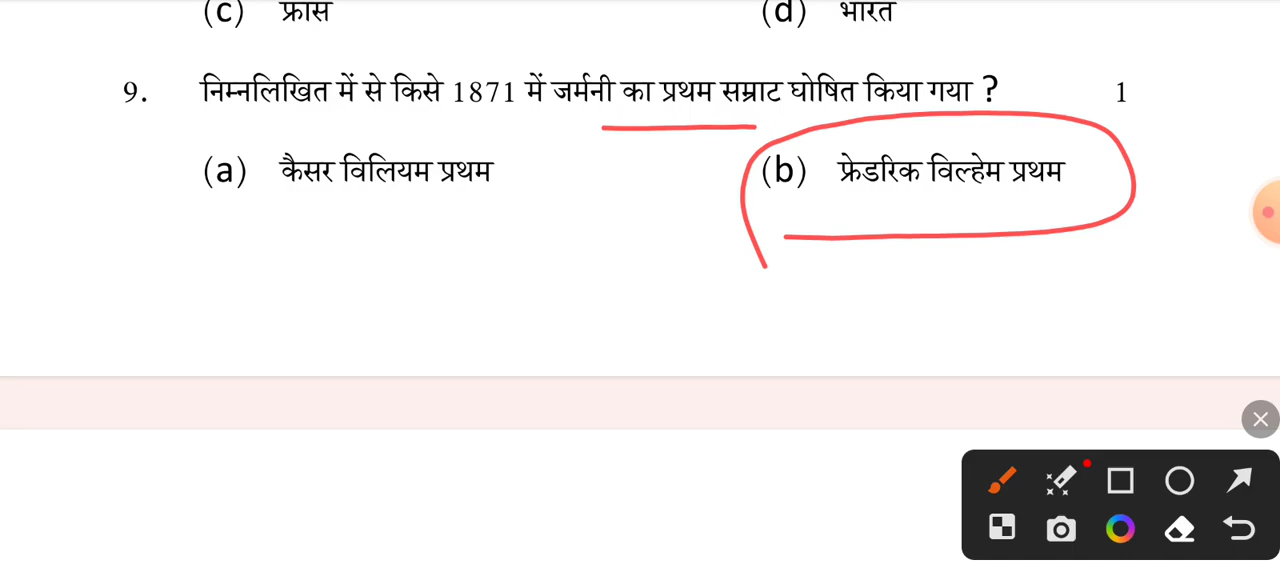 (c) फ्रांस (d) भारत
9. निम्नलिखित में से किसे 1871 में जर्मनी का प्रथम सम्राट घोषित किया गया ? 1
(a) कैसर विलियम प्रथम (b) फ्रेडरिक विल्हेम प्रथम